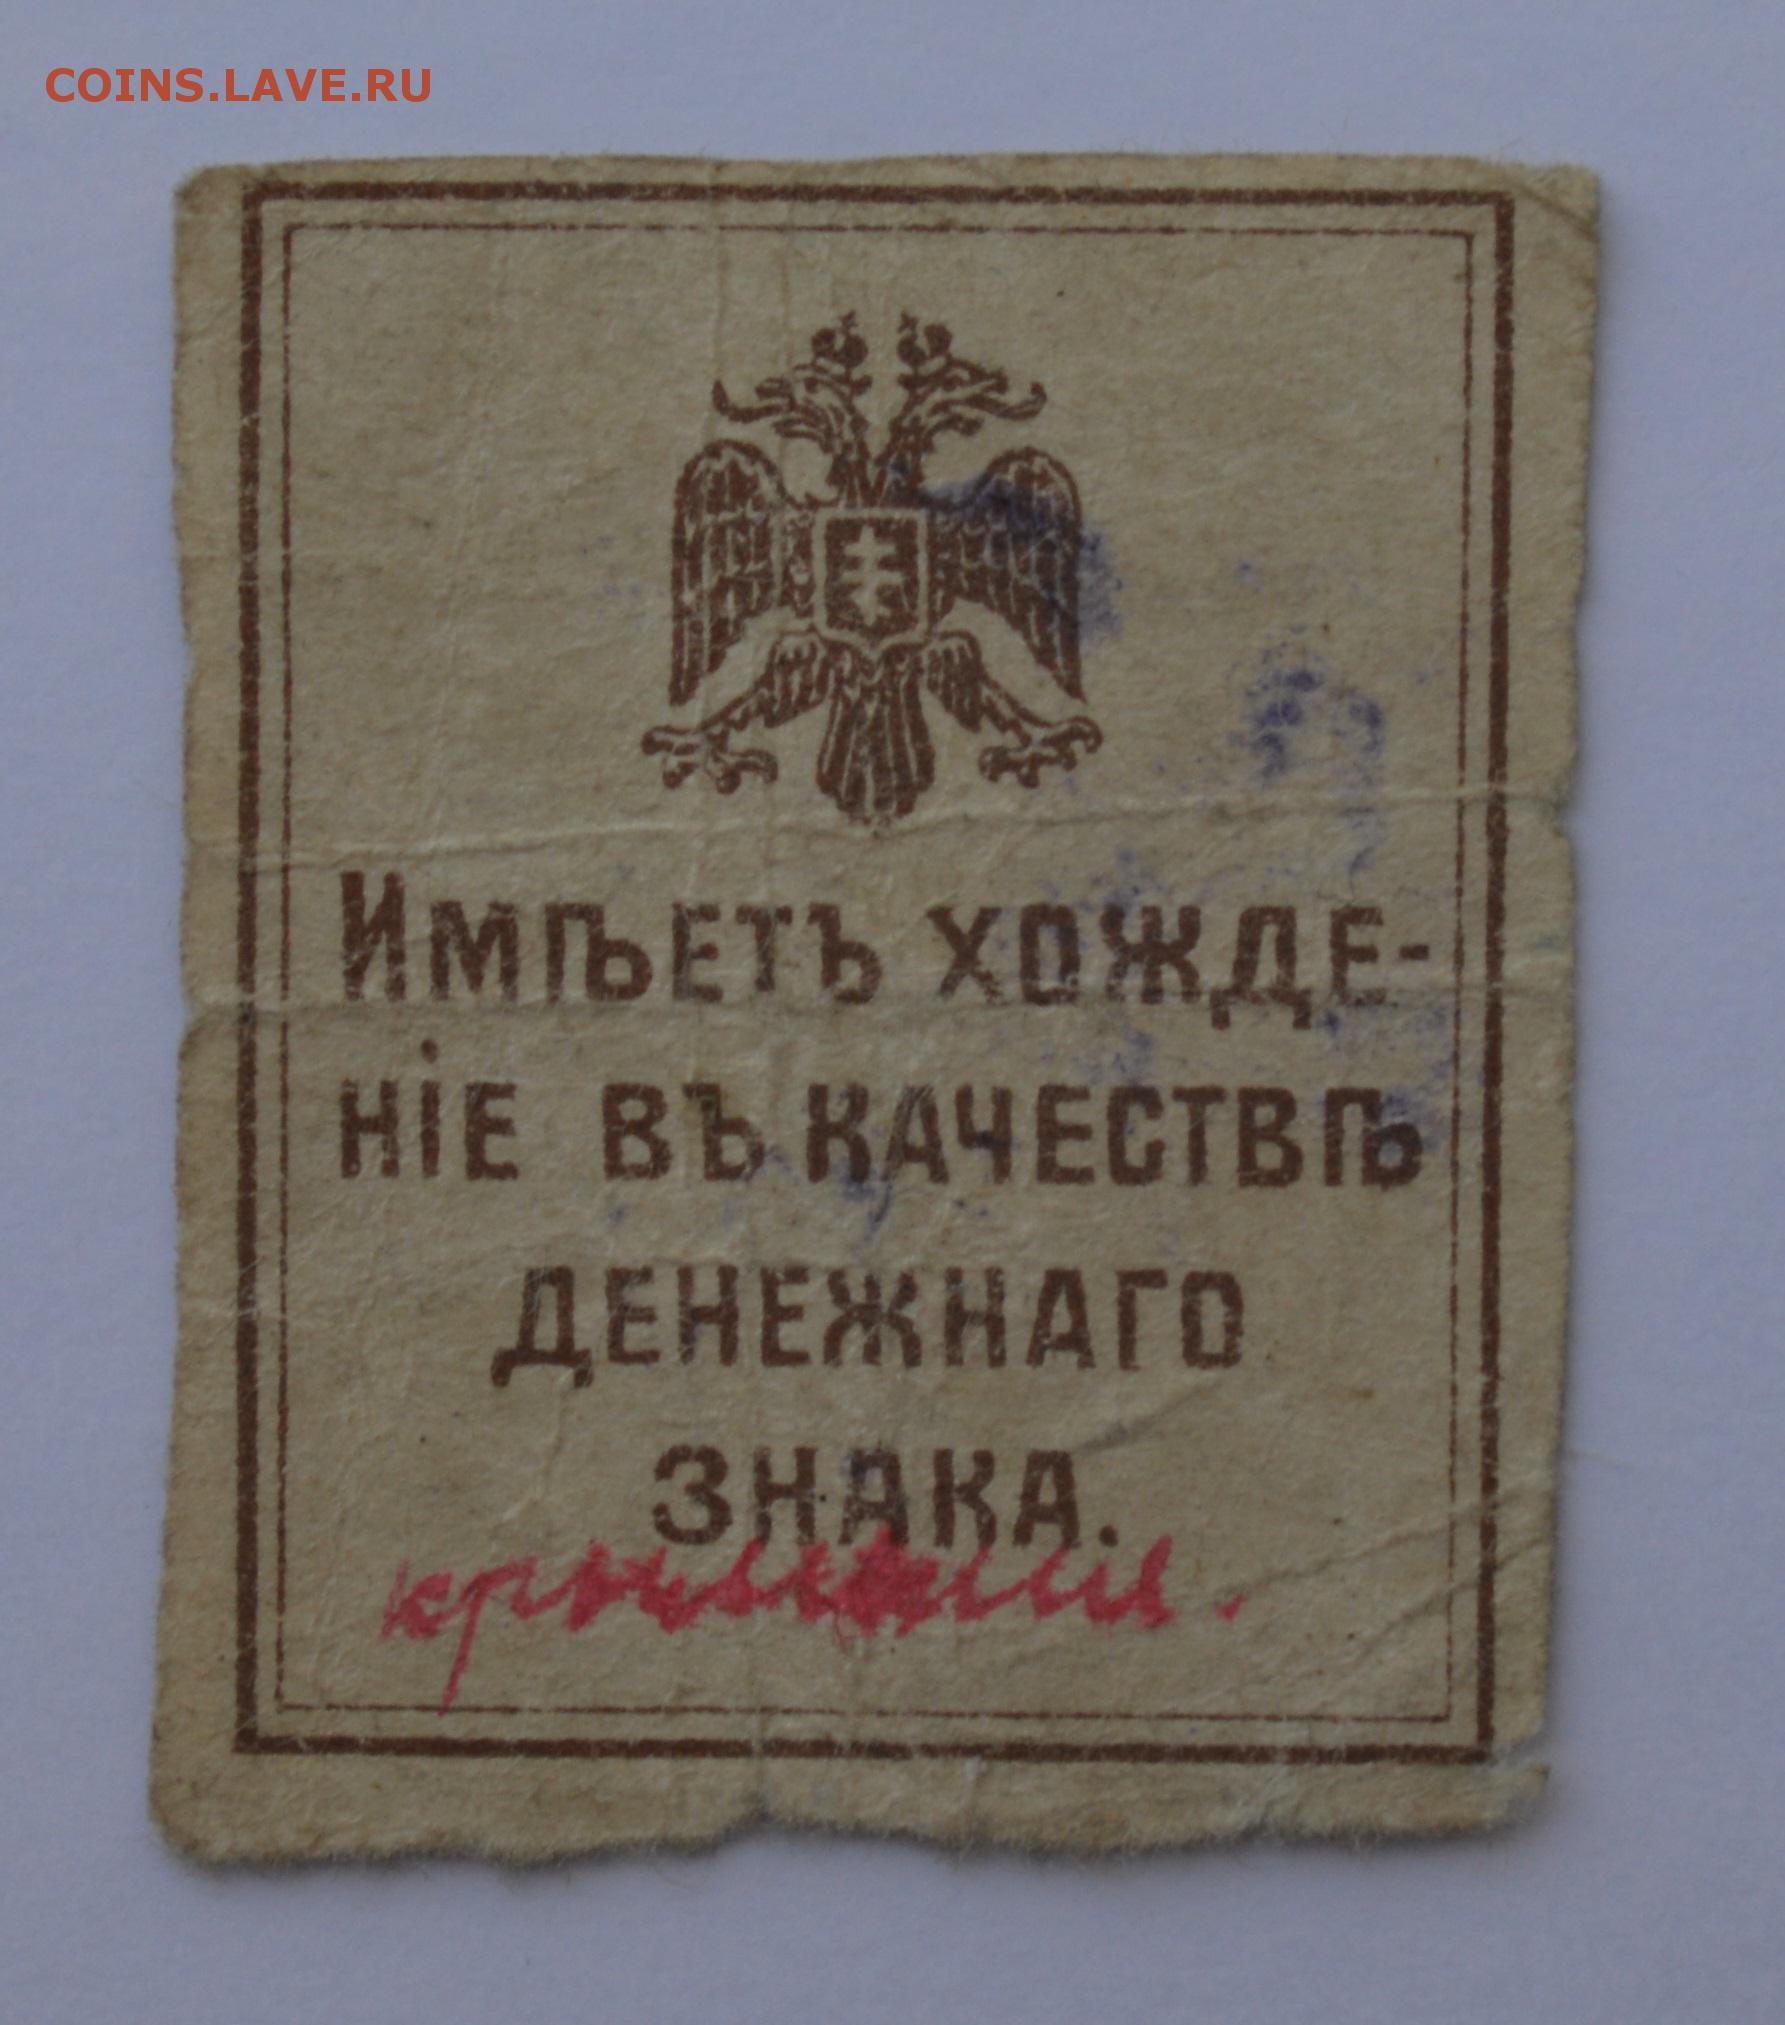 COINS.LAVE.RU
Имѣетъ хожде-
ніе въ качествѣ
денежнаго
знака.